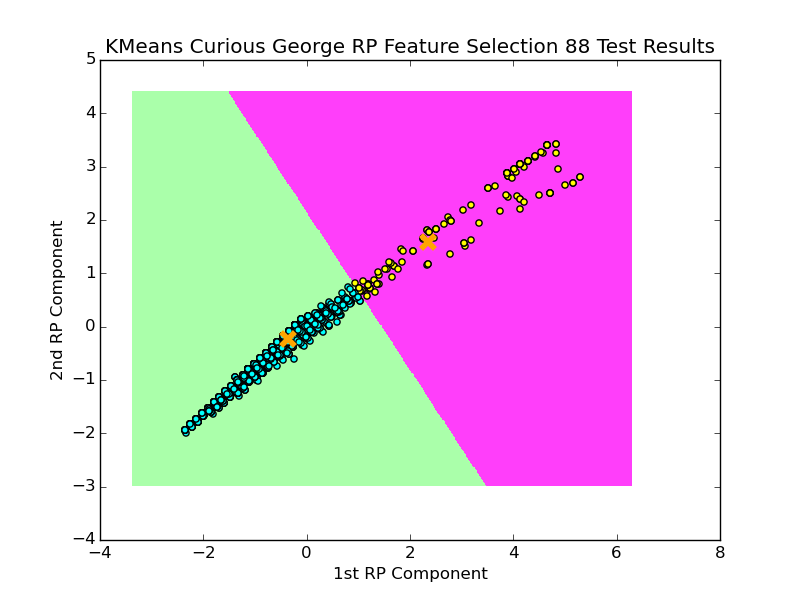 KMeans Curious George RP Feature Selection 88 Test Results
5
4
3
2
1
0
−1
−2
−3
−4
2nd RP Component
−4 −2 0 2 4 6 8
1st RP Component